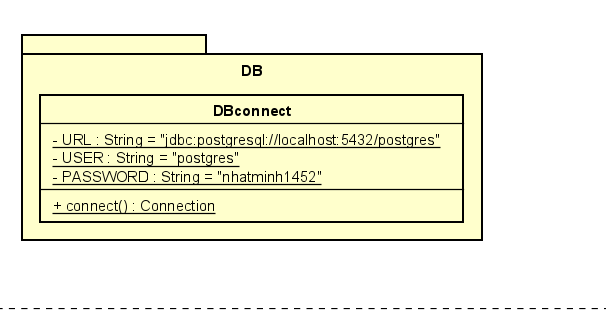 DB
DBconnect
- URL : String = "jdbc:postgresql://localhost:5432/postgres"
- USER : String = "postgres"
- PASSWORD : String = "nhatminh1452"
+ connect() : Connection